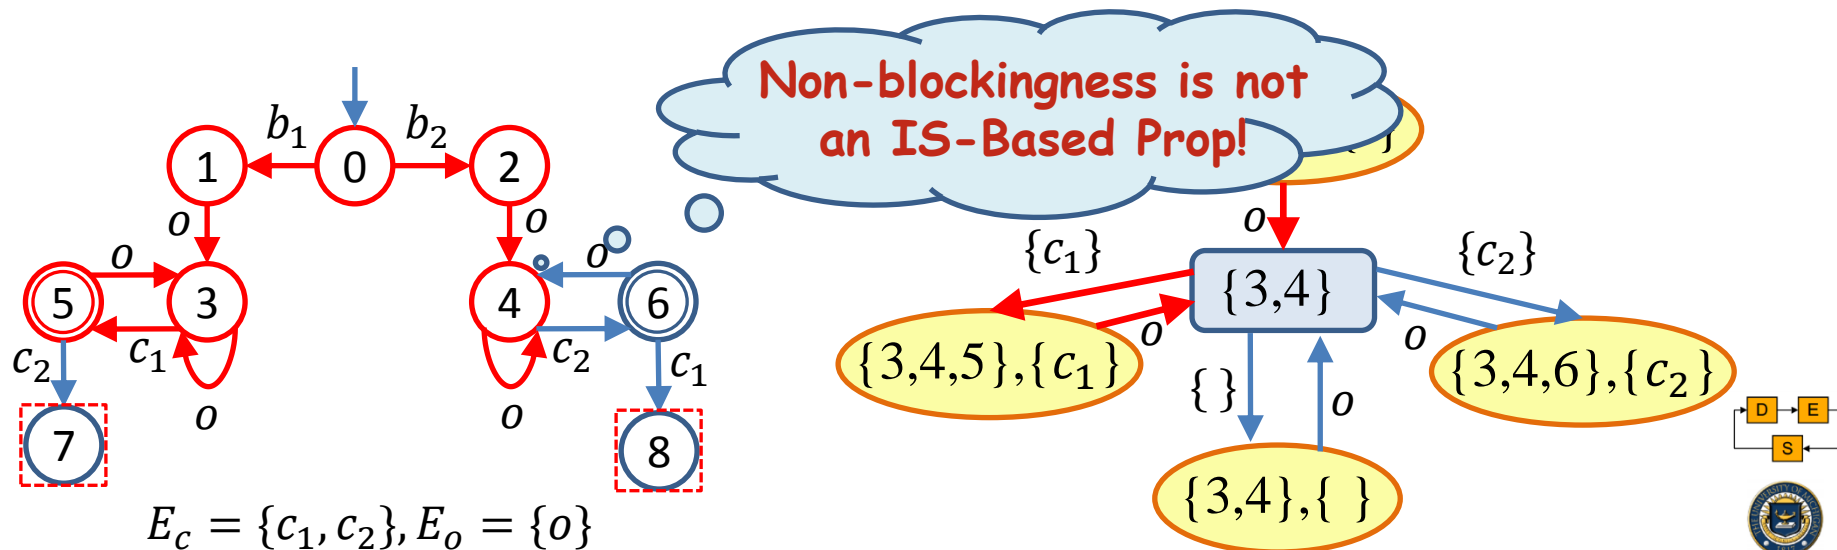 Non-blockingness is not
an IS-Based Prop!
b₁
b₂
1
0
2
o
o
o
o
5
3
4
6
c₂
c₁
c₂
c₁
o
o
7
8
E_c = {c₁, c₂}, E_o = {o}
}
o
{c₁}
{c₂}
{3,4}
o
o
{3,4,5},{c₁}
{3,4,6},{c₂}
{ }
o
{3,4},{ }
D
E
S